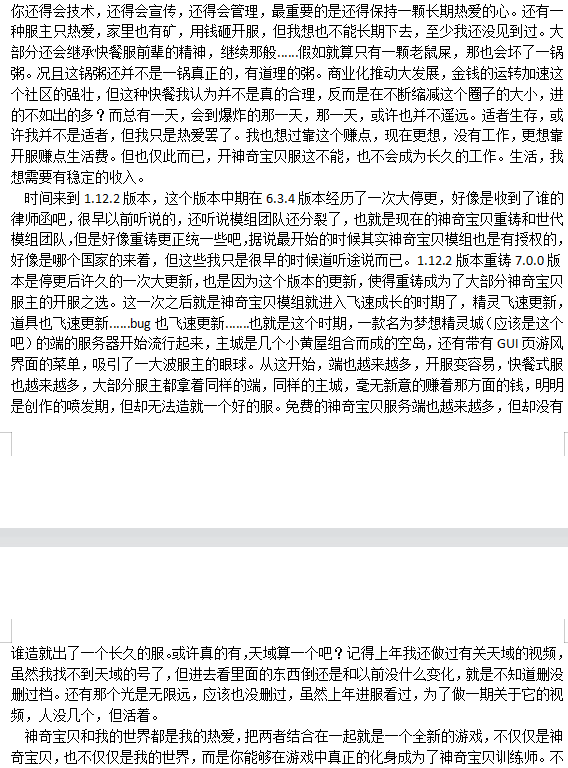 你还得会技术，还得会宣传，还得会管理，最重要的是还得保持一颗长期热爱的心。还有一
种服主只热爱，家里也有矿，用钱砸开服，但我想也不能长期下去，至少我还没见到过。大
部分还会继承快餐服前辈的精神，继续那般......假如就算只有一颗老鼠屎，那也会坏了一锅
粥。况且这锅粥还并不是一锅真正的，有道理的粥。商业化推动大发展，金钱的运转加速这
个社区的强壮，但这种快餐我认为并不是真的合理，反而是在不断缩减这个圈子的大小，进
的不如出的多？而总有一天，会到爆炸的那一天，那一天，或许也并不遥远。适者生存，或
许我并不是适者，但我只是热爱罢了。我也想过靠这个赚点，现在更想，没有工作，更想靠
开服赚点生活费。但也仅此而已，开神奇宝贝服这不能，也不会成为长久的工作。生活，我
想需要有稳定的收入。
时间来到 1.12.2 版本，这个版本中期在 6.3.4 版本经历了一次大停更，好像是收到了谁的
律师函吧，很早以前听说的，还听说模组团队还分裂了，也就是现在的神奇宝贝重铸和世代
模组团队,但是好像重铸更正统一些吧,据说最开始的时候其实神奇宝贝模组也是有授权的，
好像是哪个国家的来着，但这些我只是很早的时候道听途说而已。1.12.2 版本重铸 7.0.0 版
本是停更后许久的一次大更新，也是因为这个版本的更新，使得重铸成为了大部分神奇宝贝
服主的开服之选。这一次之后就是神奇宝贝模组就进入飞速成长的时期了，精灵飞速更新，
道具也飞速更新......bug 也飞速更新.......也就是这个时期，一款名为梦想精灵城（应该是这个
吧）的端的服务器开始流行起来，主城是几个小黄屋组合而成的空岛，还有带有 GUI 页游风
界面的菜单，吸引了一大波服主的眼球。从这开始，端也越来越多，开服变容易，快餐式服
也越来越多，大部分服主都拿着同样的端，同样的主城，毫无新意的赚着那方面的钱，明明
是创作的喷发期，但却无法造就一个好的服。免费的神奇宝贝服务端也越来越多，但却没有
谁造就出了一个长久的服。或许真的有,天域算一个吧？记得上年我还做过有关天域的视频，
虽然我找不到天域的号了，但进去看里面的东西倒还是和以前没什么变化，就是不知道删没
删过档。还有那个光是无限远，应该也没删过，虽然上年进服看过，为了做一期关于它的视
频，人没几个，但活着。
神奇宝贝和我的世界都是我的热爱，把两者结合在一起就是一个全新的游戏，不仅仅是神
奇宝贝，也不仅仅是我的世界，而是你能够在游戏中真正的化身成为了神奇宝贝训练师。不